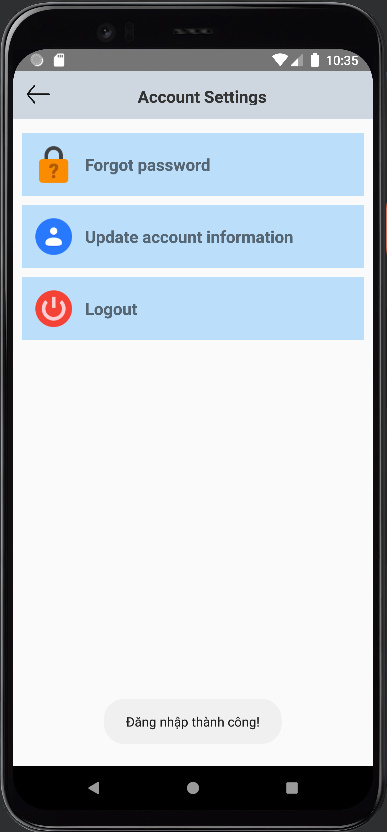 10:35
Account Settings
?
Forgot password
Update account information
Logout
Đăng nhập thành công!